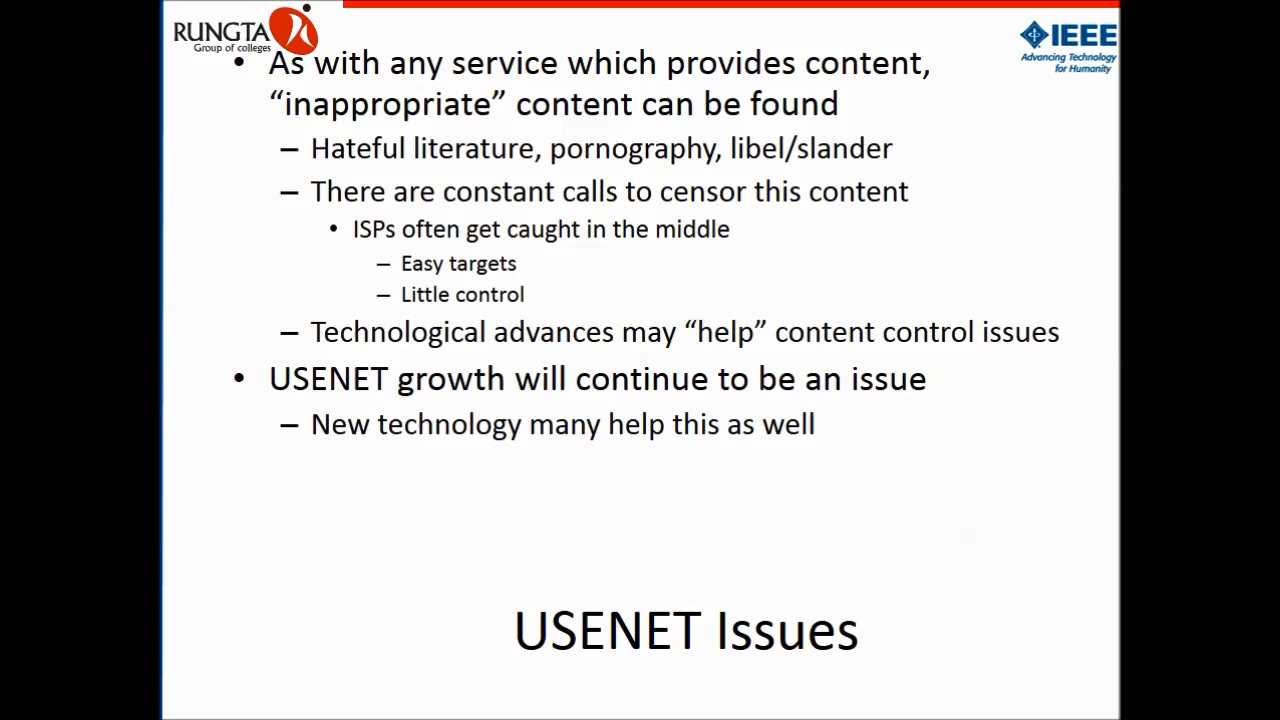 RUNGTA
Group of colleges
IEEE
Advancing Technology
for Humanity
• As with any service which provides content,
“inappropriate” content can be found
– Hateful literature, pornography, libel/slander
– There are constant calls to censor this content
• ISPs often get caught in the middle
– Easy targets
– Little control
– Technological advances may “help” content control issues
• USENET growth will continue to be an issue
– New technology many help this as well
USENET Issues